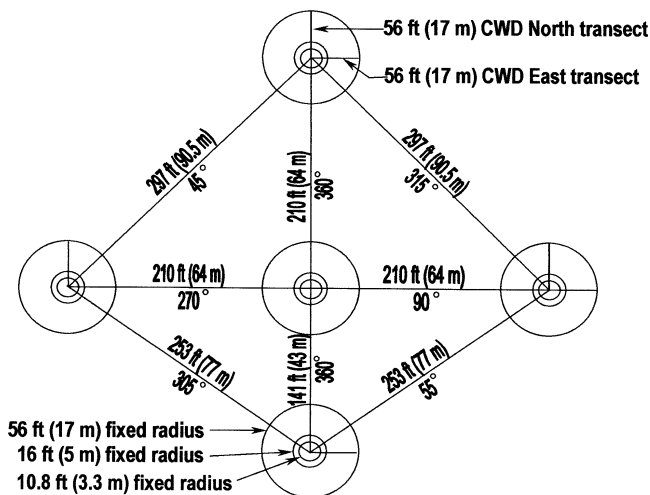 56 ft (17 m) CWD North transect
56 ft (17 m) CWD East transect
297 ft (90.5 m)
45°
210 ft (64 m)
360°
297 ft (90.5 m)
315°
210 ft (64 m)
270°
210 ft (64 m)
90°
253 ft (77 m)
305°
141 ft (43 m)
360°
253 ft (77 m)
55°
56 ft (17 m) fixed radius
16 ft (5 m) fixed radius
10.8 ft (3.3 m) fixed radius